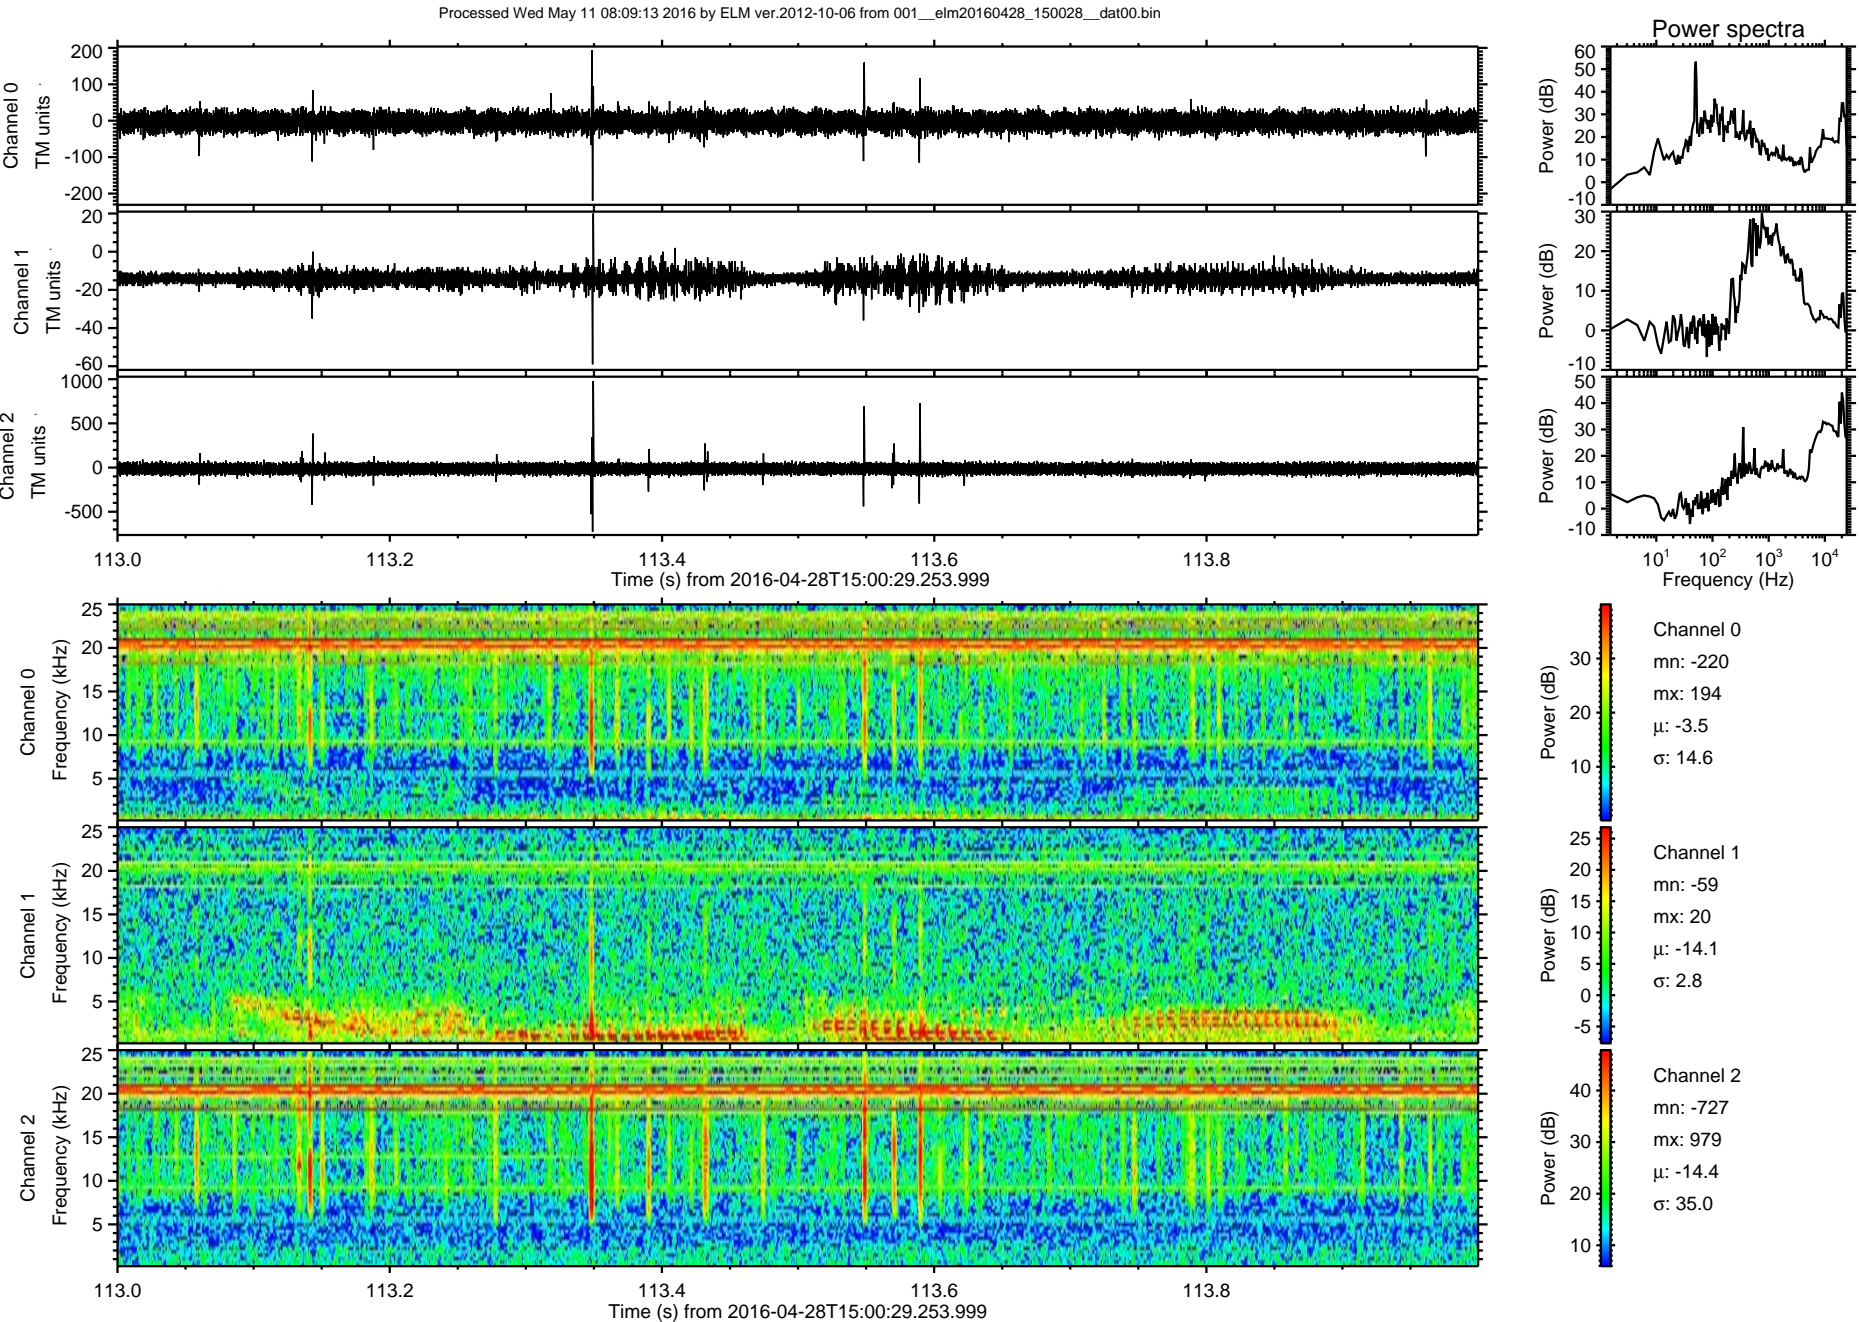 Processed Wed May 11 08:09:13 2016 by ELM ver.2012-10-06 from 001__elm20160428_150028__dat00.bin
Power spectra
Channel 0
TM units
200
100
0
-100
-200
Power (dB)
60
50
40
30
20
10
0
-10
Channel 1
TM units
20
0
-20
-40
-60
Power (dB)
30
20
10
0
-10
Channel 2
TM units
1000
500
0
-500
Power (dB)
50
40
30
20
10
0
-10
113.0 113.2 113.4 113.6 113.8
Time (s) from 2016-04-28T15:00:29.253.999
10^1 10^2 10^3 10^4
Frequency (Hz)
Channel 0
Frequency (kHz)
25
20
15
10
5
Power (dB)
30
20
10
Channel 0
mn: -220
mx: 194
μ: -3.5
σ: 14.6
Channel 1
Frequency (kHz)
25
20
15
10
5
Power (dB)
25
20
15
10
5
0
-5
Channel 1
mn: -59
mx: 20
μ: -14.1
σ: 2.8
Channel 2
Frequency (kHz)
25
20
15
10
5
Power (dB)
40
30
20
10
Channel 2
mn: -727
mx: 979
μ: -14.4
σ: 35.0
113.0 113.2 113.4 113.6 113.8
Time (s) from 2016-04-28T15:00:29.253.999